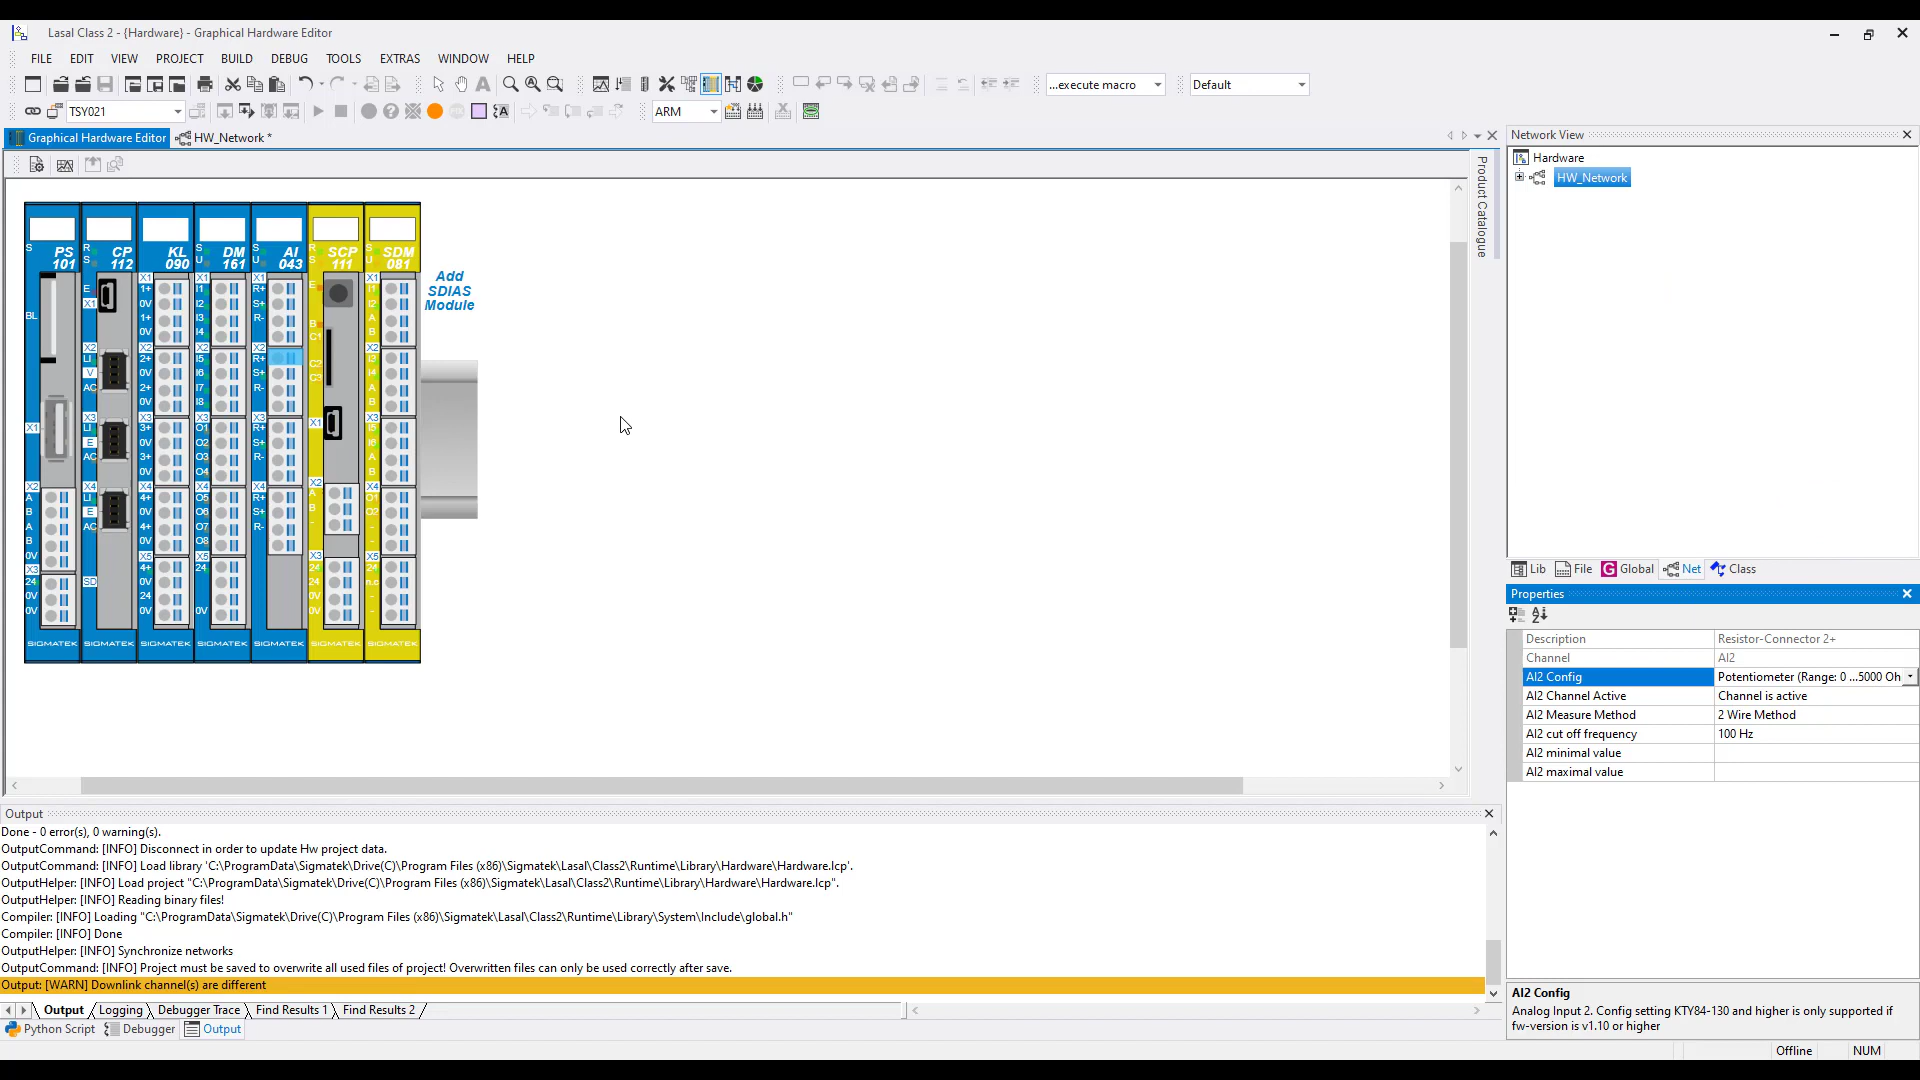 Lasal Class 2 - {Hardware} - Graphical Hardware Editor
FILE EDIT VIEW PROJECT BUILD DEBUG TOOLS EXTRAS WINDOW HELP
...execute macro Default
TSY021 ARM
Graphical Hardware Editor HW_Network *
Product Catalogue
PS 101
CP 112
KL 090
DM 161
AI 043
SCP 111
SDM 081
Add
SDIAS
Module
SIGMATEK SIGMATEK SIGMATEK SIGMATEK SIGMATEK SIGMATEK SIGMATEK
Network View
Hardware
HW_Network
Lib File Global Net Class
Properties
Description Resistor-Connector 2+
Channel AI2
AI2 Config Potentiometer (Range: 0 ...5000 Oh
AI2 Channel Active Channel is active
AI2 Measure Method 2 Wire Method
AI2 cut off frequency 100 Hz
AI2 minimal value
AI2 maximal value
AI2 Config
Analog Input 2. Config setting KTY84-130 and higher is only supported if
fw-version is v1.10 or higher
Output
Done - 0 error(s), 0 warning(s).
OutputCommand: [INFO] Disconnect in order to update Hw project data.
OutputCommand: [INFO] Load library 'C:\ProgramData\Sigmatek\Drive(C)\Program Files (x86)\Sigmatek\Lasal\Class2\Runtime\Library\Hardware\Hardware.lcp'.
OutputHelper: [INFO] Load project "C:\ProgramData\Sigmatek\Drive(C)\Program Files (x86)\Sigmatek\Lasal\Class2\Runtime\Library\Hardware\Hardware.lcp".
OutputHelper: [INFO] Reading binary files!
Compiler: [INFO] Loading "C:\ProgramData\Sigmatek\Drive(C)\Program Files (x86)\Sigmatek\Lasal\Class2\Runtime\Library\System\Include\global.h"
Compiler: [INFO] Done
OutputHelper: [INFO] Synchronize networks
OutputCommand: [INFO] Project must be saved to overwrite all used files of project! Overwritten files can only be used correctly after save.
Output: [WARN] Downlink channel(s) are different
Output Logging Debugger Trace Find Results 1 Find Results 2
Python Script Debugger Output
Offline NUM